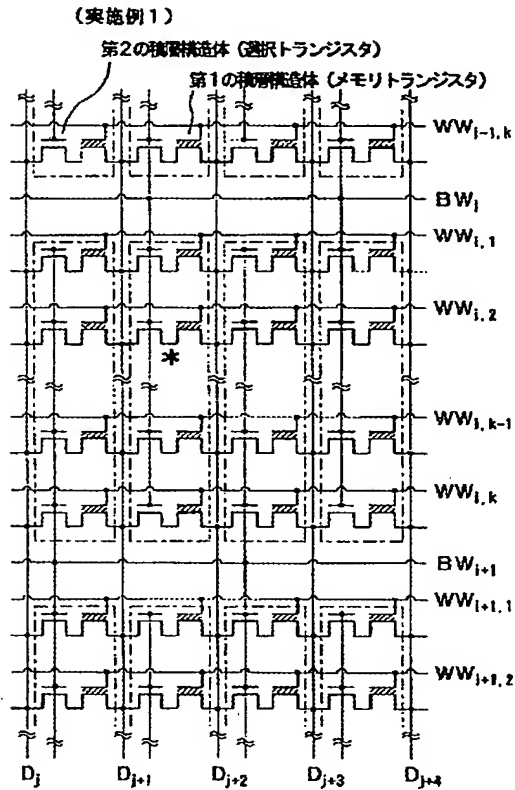 （実施例１）
第2の積層構造体（選択トランジスタ）
第１の積層構造体（メモリトランジスタ）
WWi-1,k
BWi
WWi,1
WWi,2
*
WWi,k-1
WWi,k
BWi+1
WWi+1,1
WWi+1,2
Dj Dj+1 Dj+2 Dj+3 Dj+4